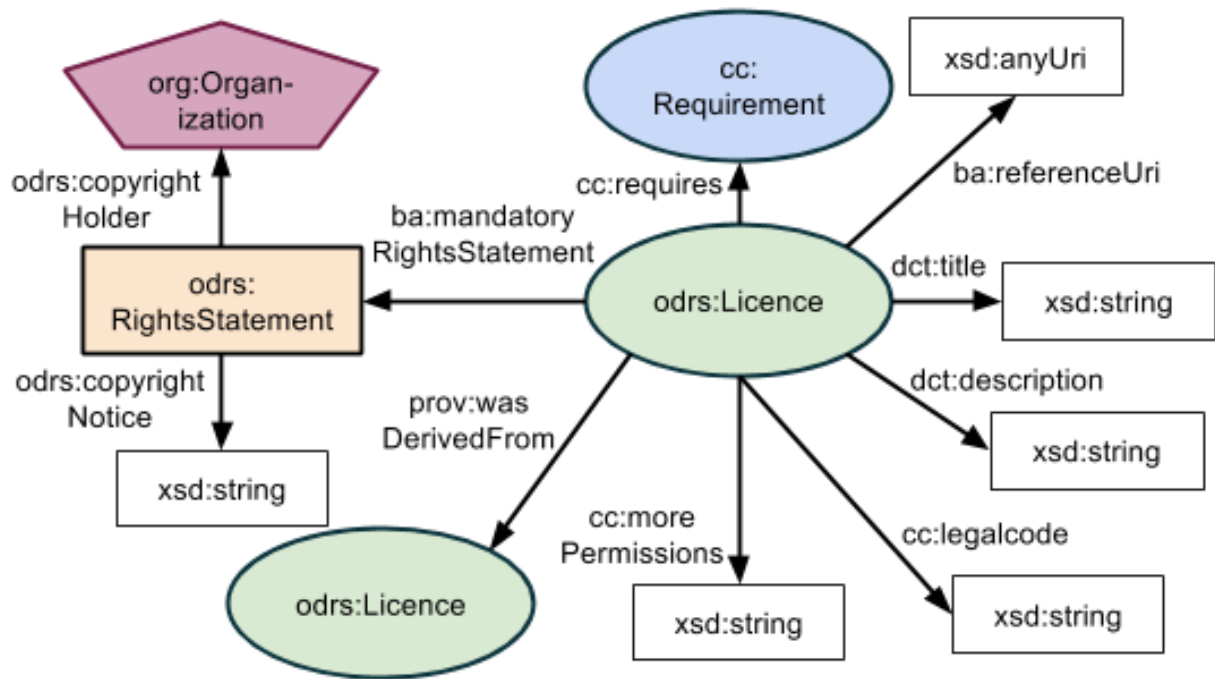 org:Organ-
ization
cc:
Requirement
xsd:anyUri
odrs:copyright
Holder
cc:requires
ba:referenceUri
ba:mandatory
RightsStatement
odrs:
RightsStatement
odrs:Licence
dct:title
xsd:string
odrs:copyright
Notice
prov:was
DerivedFrom
dct:description
xsd:string
xsd:string
cc:more
Permissions
cc:legalcode
odrs:Licence
xsd:string
xsd:string